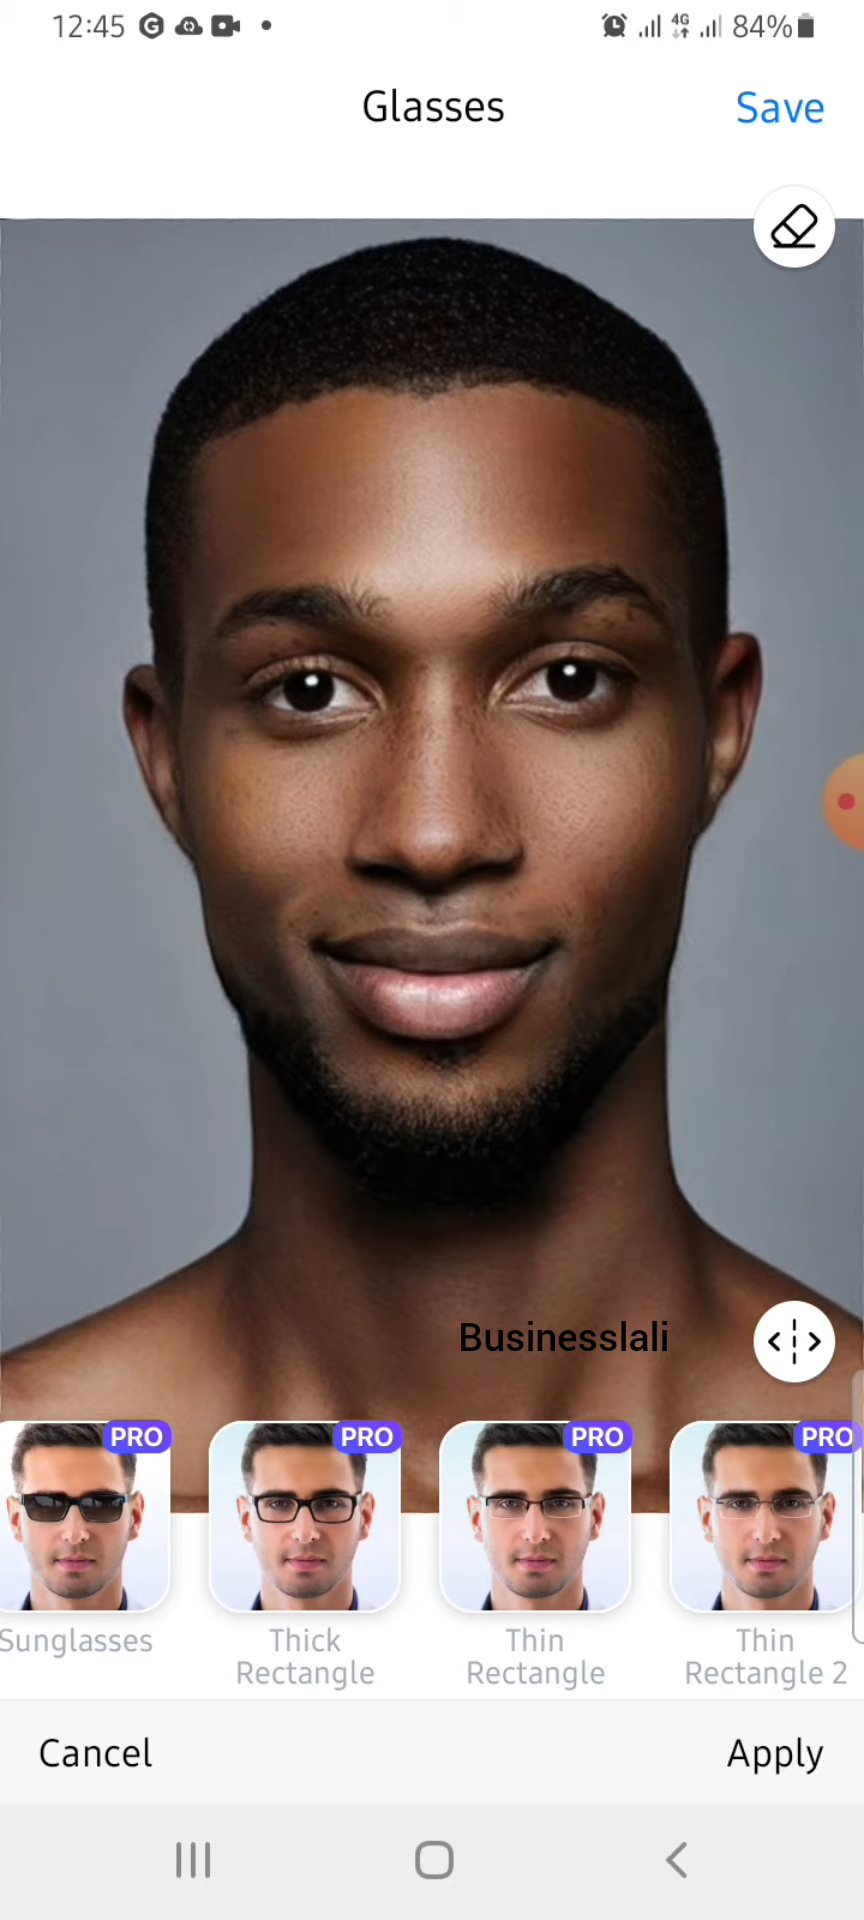 12:45
4G
84%
Glasses
Save
Businesslali
PRO
PRO
PRO
PRO
Sunglasses
Thick
Rectangle
Thin
Rectangle
Thin
Rectangle 2
Cancel
Apply